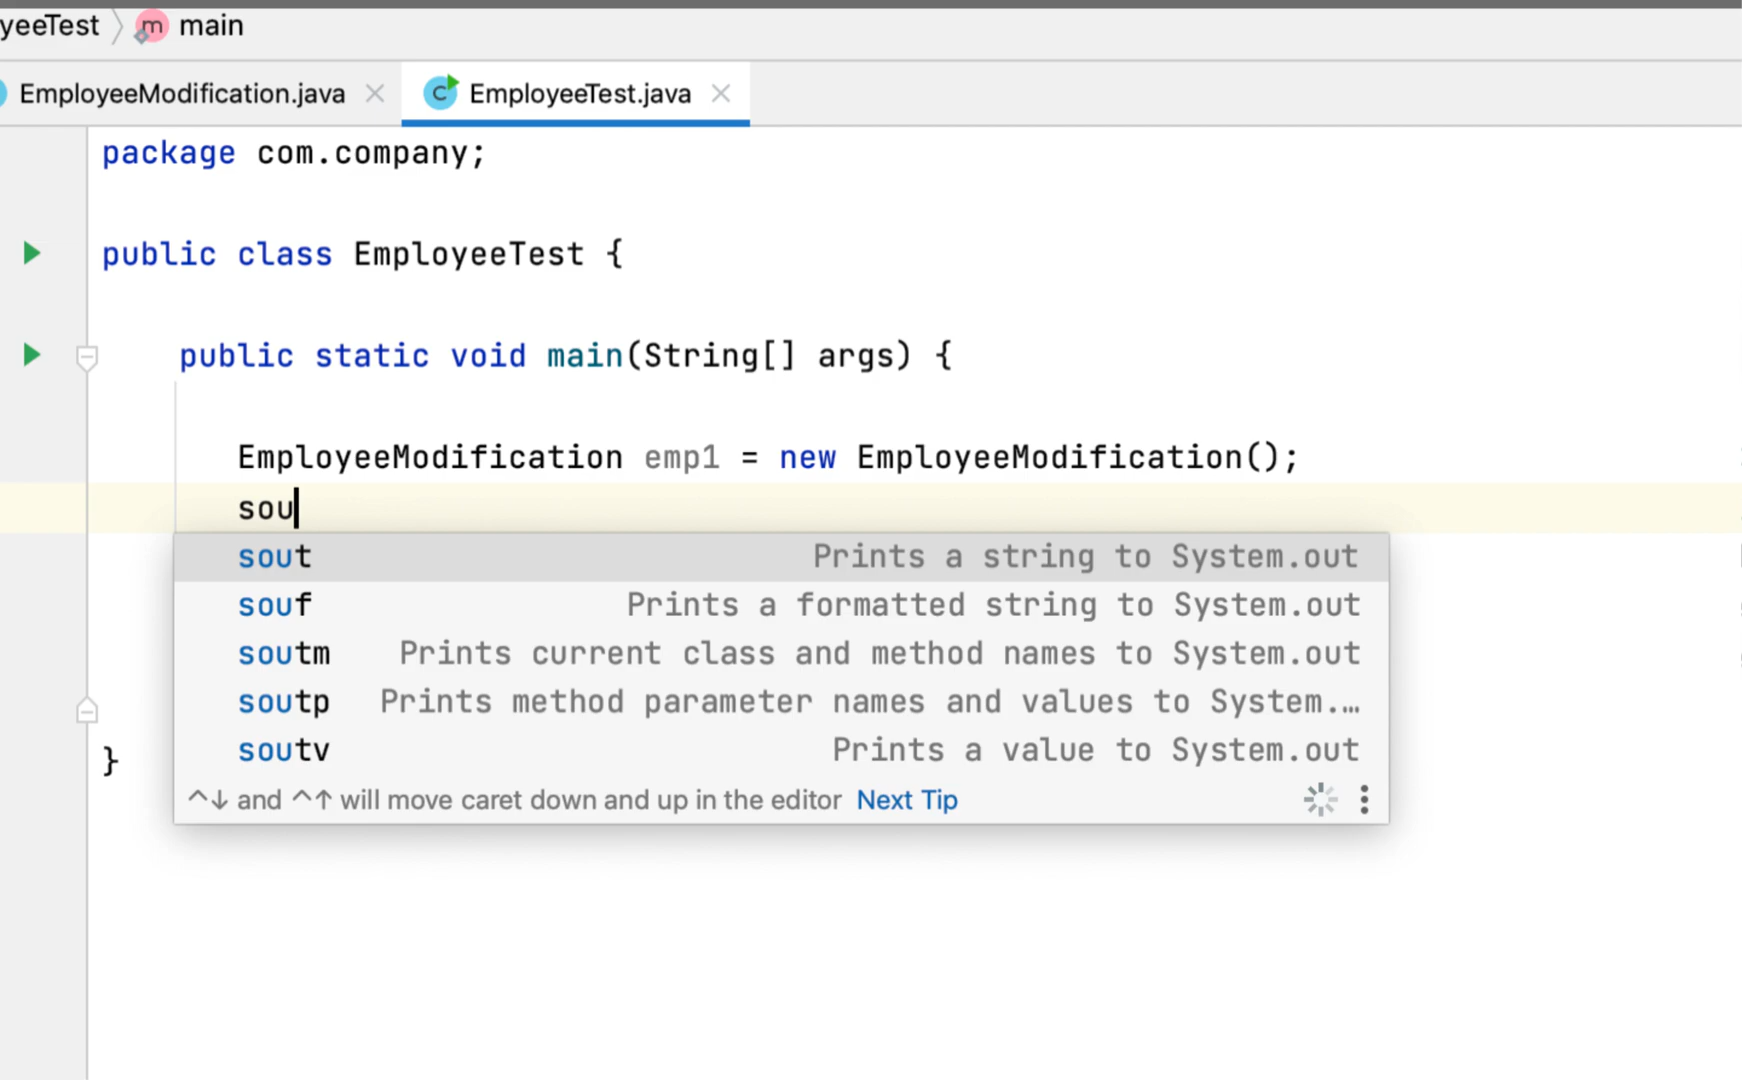 yeeTest 〉 m main
EmployeeModification.java × C EmployeeTest.java ×
package com.company;
public class EmployeeTest {
public static void main(String[] args) {
EmployeeModification emp1 = new EmployeeModification();
sou
sout Prints a string to System.out
souf Prints a formatted string to System.out
soutm Prints current class and method names to System.out
soutp Prints method parameter names and values to System.…
soutv Prints a value to System.out
^↓ and ^↑ will move caret down and up in the editor Next Tip
}